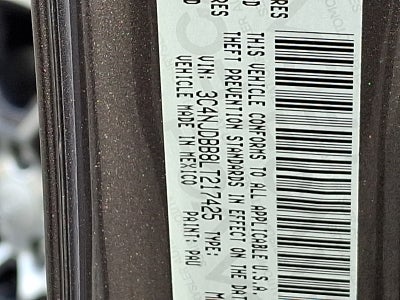 THIS VEHICLE CONFORMS TO ALL APPLICABLE U.S.A
THEFT PREVENTION STANDARDS IN EFFECT ON THE DAT
VIN: 3C4NJDBB8LT217425 TYPE: M
VEHICLE MADE IN MEXICO PAINT: PAU